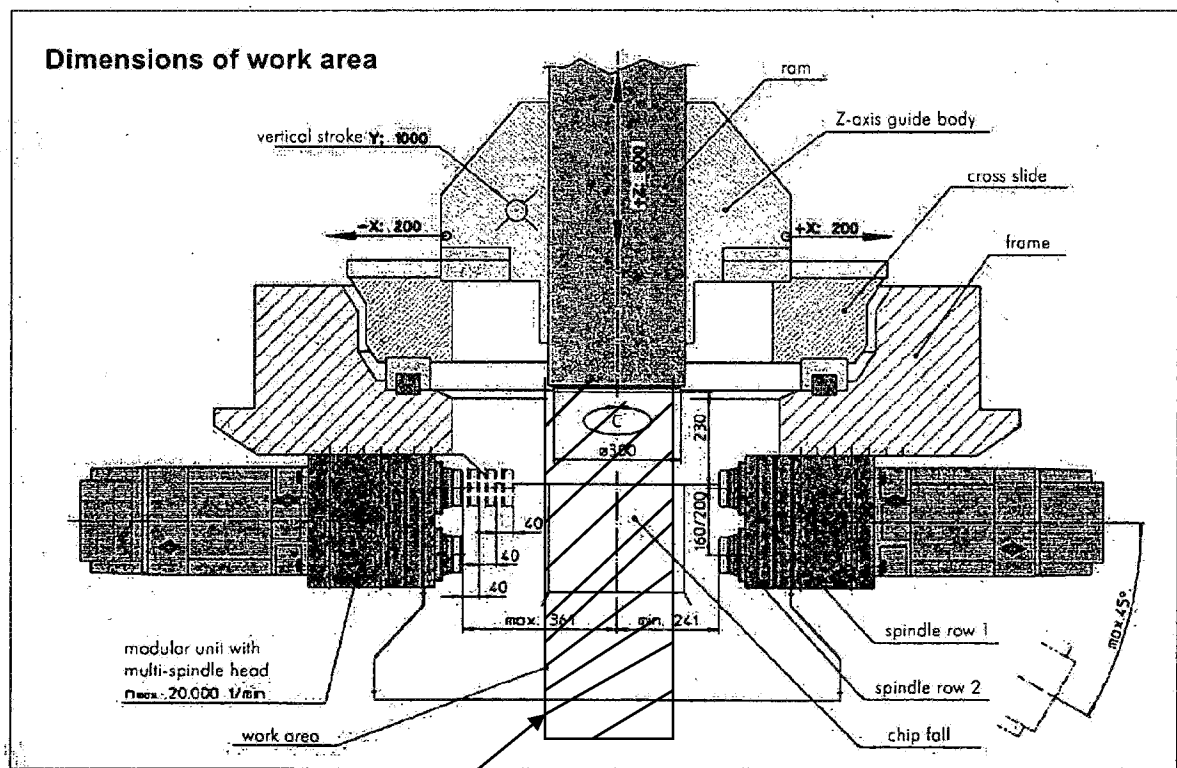 Dimensions of work area
ram
Z-axis guide body
vertical stroke Y: 1000
cross slide
-X: 200
+X: 200
frame
C
ø380
230
160/200
40
40
40
max. 361
min. 241
max.45°
modular unit with
multi-spindle head
nmax. 20.000 1/min
spindle row 1
spindle row 2
work area
chip fall